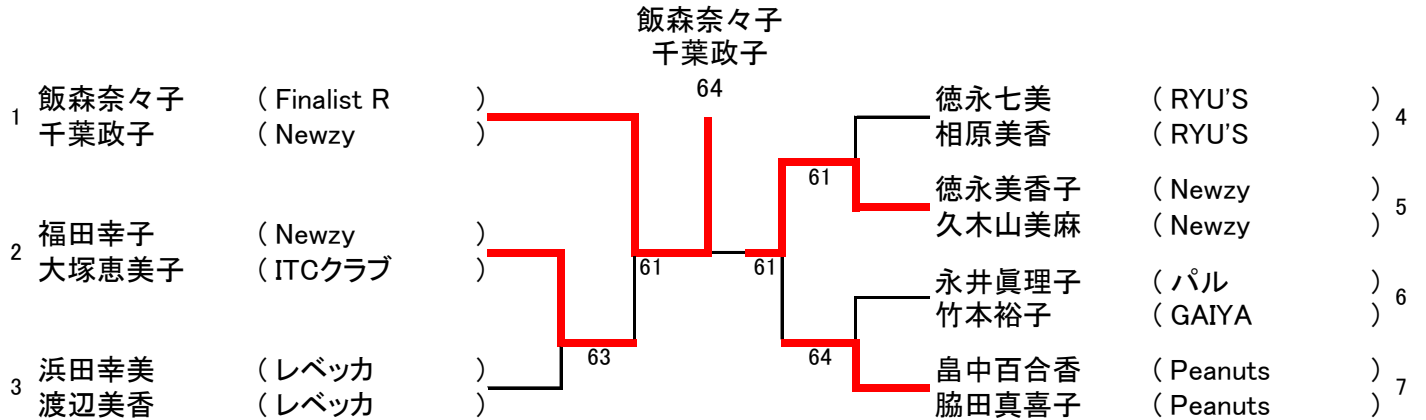 飯森奈々子
千葉政子
64
1 飯森奈々子 ( Finalist R )
千葉政子 ( Newzy )
2 福田幸子 ( Newzy )
大塚恵美子 ( ITCクラブ )
3 浜田幸美 ( レベッカ )
渡辺美香 ( レベッカ )
63
61
61
61
64
徳永七美 ( RYU'S ) 4
相原美香 ( RYU'S )
徳永美香子 ( Newzy ) 5
久木山美麻 ( Newzy )
永井眞理子 ( パル ) 6
竹本裕子 ( GAIYA )
畠中百合香 ( Peanuts ) 7
脇田真喜子 ( Peanuts )